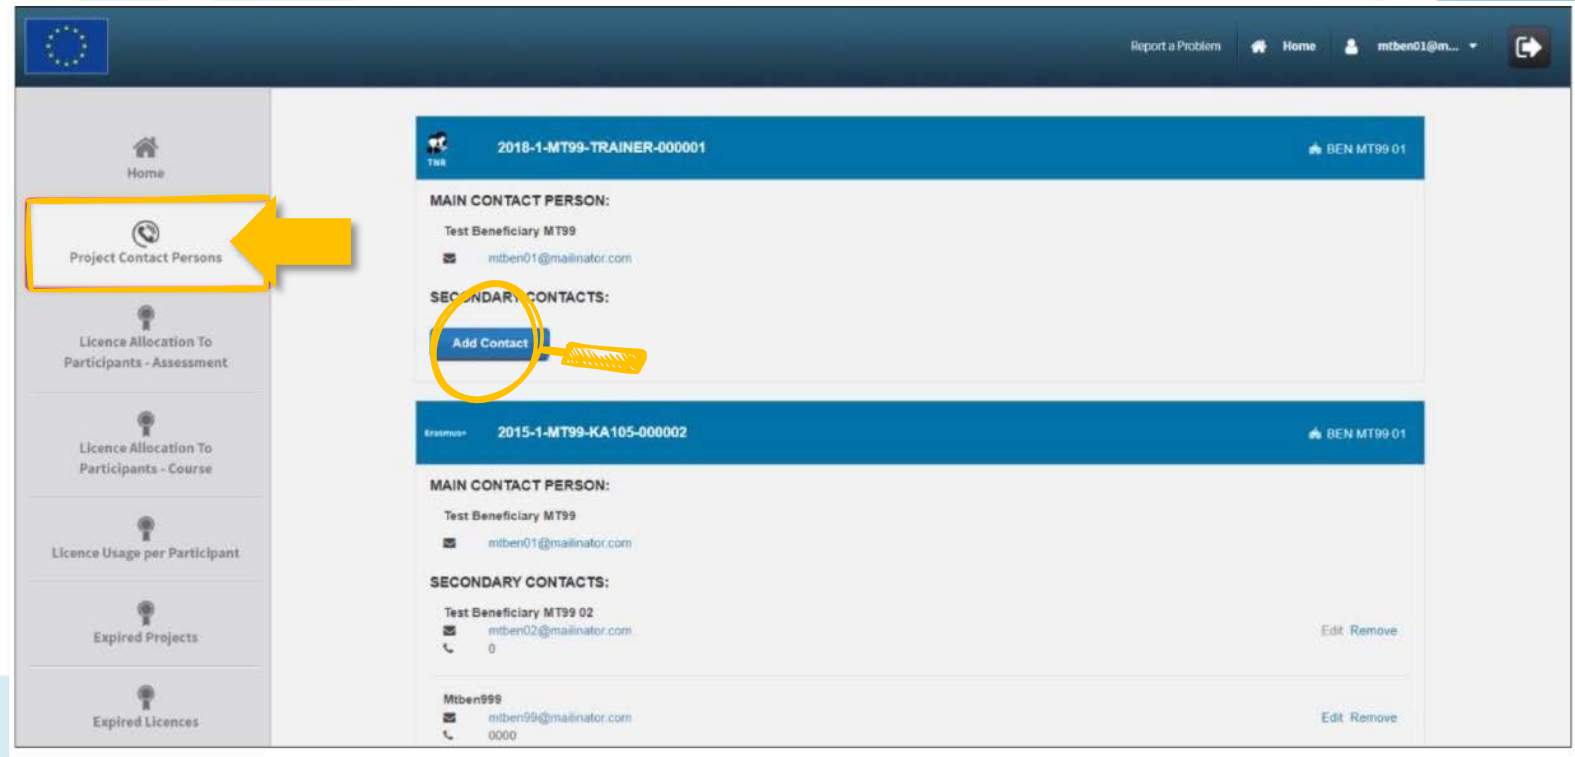 Report a Problem
Home
mtben01@m...
Home
Project Contact Persons
Licence Allocation To
Participants - Assessment
Licence Allocation To
Participants - Course
Licence Usage per Participant
Expired Projects
Expired Licences
TNR
2018-1-MT99-TRAINER-000001
BEN MT99 01
MAIN CONTACT PERSON:
Test Beneficiary MT99
mtben01@mailinator.com
SECONDARY CONTACTS:
Add Contact
Erasmus+
2015-1-MT99-KA105-000002
BEN MT99 01
MAIN CONTACT PERSON:
Test Beneficiary MT99
mtben01@mailinator.com
SECONDARY CONTACTS:
Test Beneficiary MT99 02
mtben02@mailinator.com
Edit Remove
0
Mtben999
mtben99@mailinator.com
Edit Remove
0000